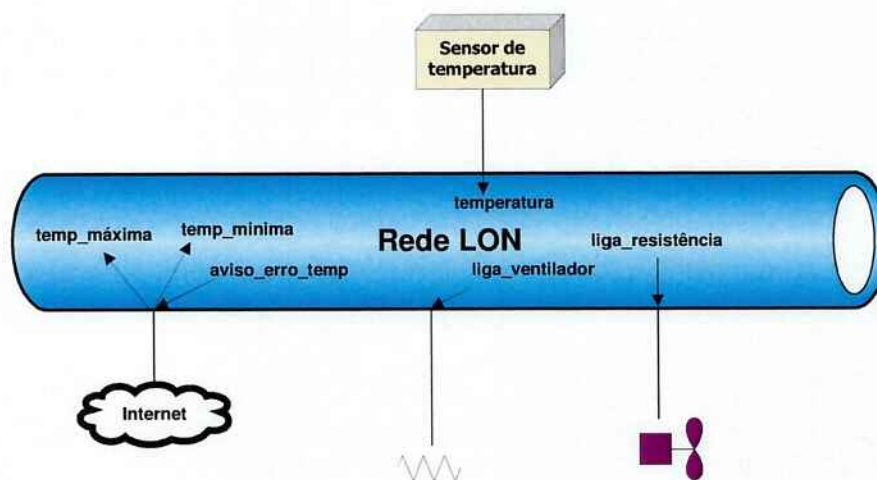 Sensor de
temperatura
temperatura
temp_máxima
temp_minima
Rede LON
liga_resistência
aviso_erro_temp
liga_ventilador
Internet